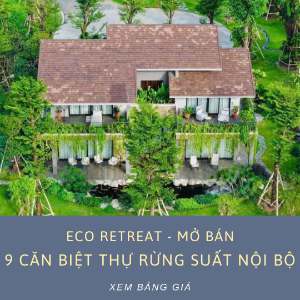 ECO RETREAT - MỞ BÁN
9 CĂN BIỆT THỰ RỪNG SUẤT NỘI BỘ
XEM BẢNG GIÁ